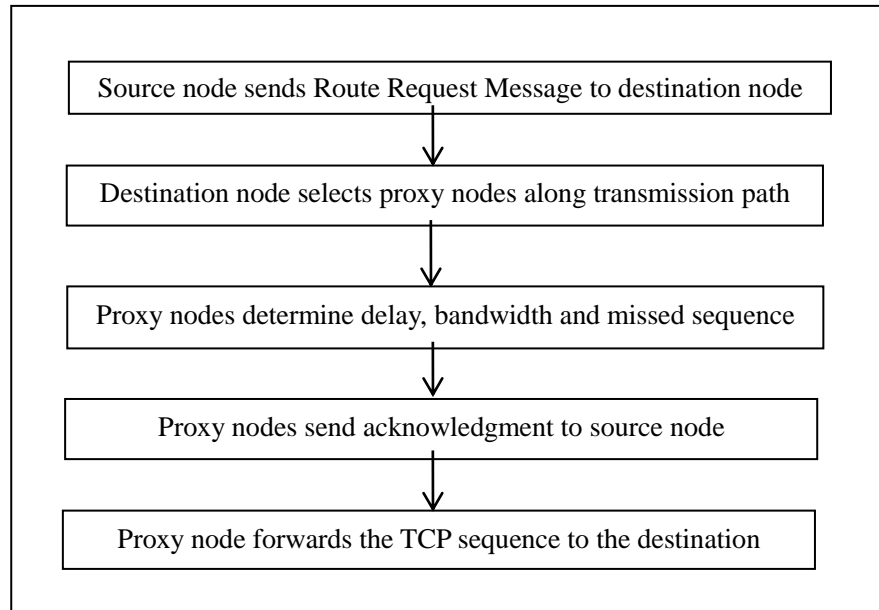 Source node sends Route Request Message to destination node
Destination node selects proxy nodes along transmission path
Proxy nodes determine delay, bandwidth and missed sequence
Proxy nodes send acknowledgment to source node
Proxy node forwards the TCP sequence to the destination